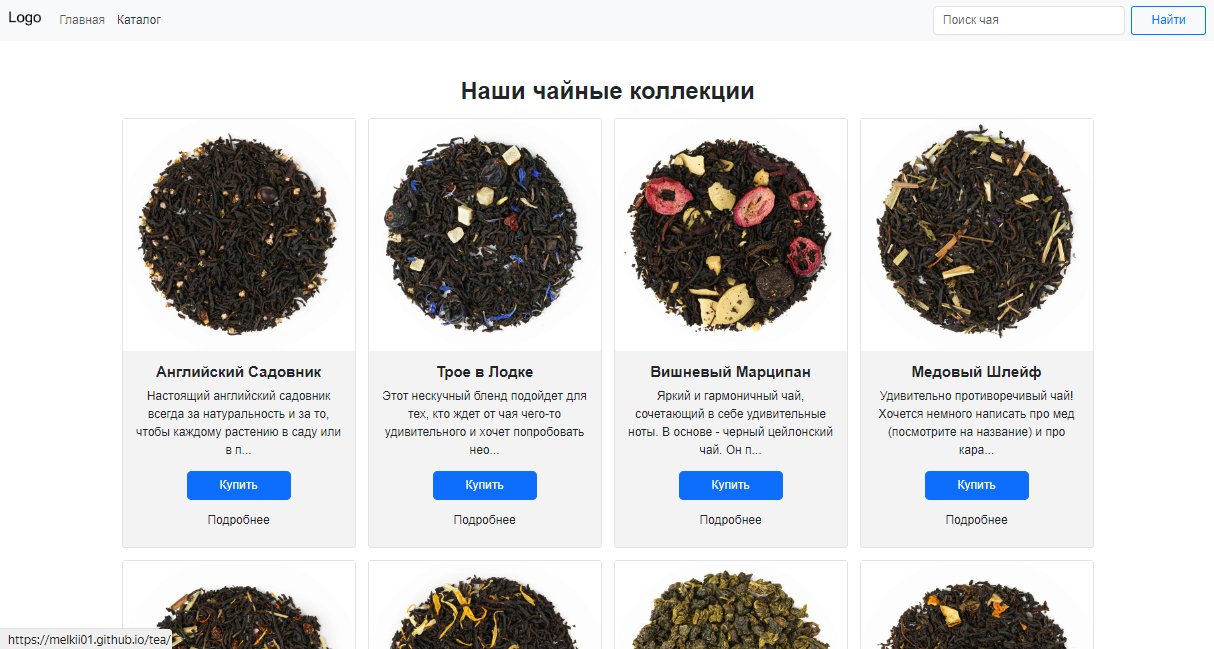 Logo
Главная
Каталог
Поиск чая
Найти
Наши чайные коллекции
Английский Садовник
Настоящий английский садовник
всегда за натуральность и за то,
чтобы каждому растению в саду или
в п...
Купить
Подробнее
Трое в Лодке
Этот нескучный бленд подойдет для
тех, кто ждет от чая чего-то
удивительного и хочет попробовать
нео...
Купить
Подробнее
Вишневый Марципан
Яркий и гармоничный чай,
сочетающий в себе удивительные
ноты. В основе - черный цейлонский
чай. Он п...
Купить
Подробнее
Медовый Шлейф
Удивительно противоречивый чай!
Хочется немного написать про мед
(посмотрите на название) и про
кара...
Купить
Подробнее
https://melkii01.github.io/tea/